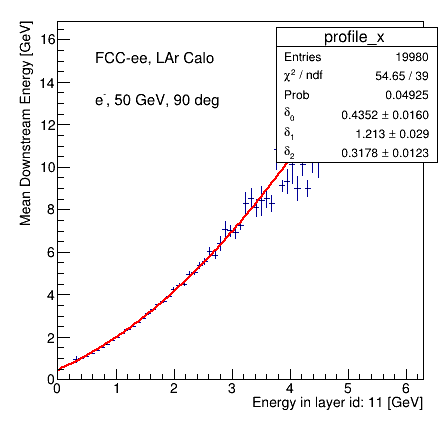 profile_x
Entries 19980
χ² / ndf 54.65 / 39
Prob 0.04925
δ₀ 0.4352 ± 0.0160
δ₁ 1.213 ± 0.029
δ₂ 0.3178 ± 0.0123
FCC-ee, LAr Calo
e⁻, 50 GeV, 90 deg
Mean Downstream Energy [GeV]
16
14
12
10
8
6
4
2
0
0 1 2 3 4 5 6
Energy in layer id: 11 [GeV]